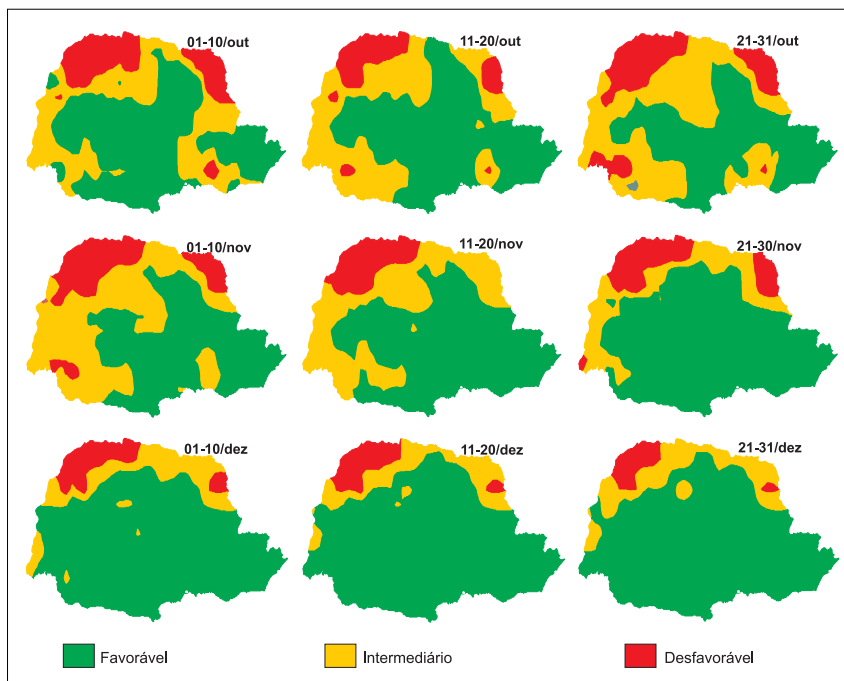 01-10/out
11-20/out
21-31/out
01-10/nov
11-20/nov
21-30/nov
01-10/dez
11-20/dez
21-31/dez
Favorável
Intermediário
Desfavorável